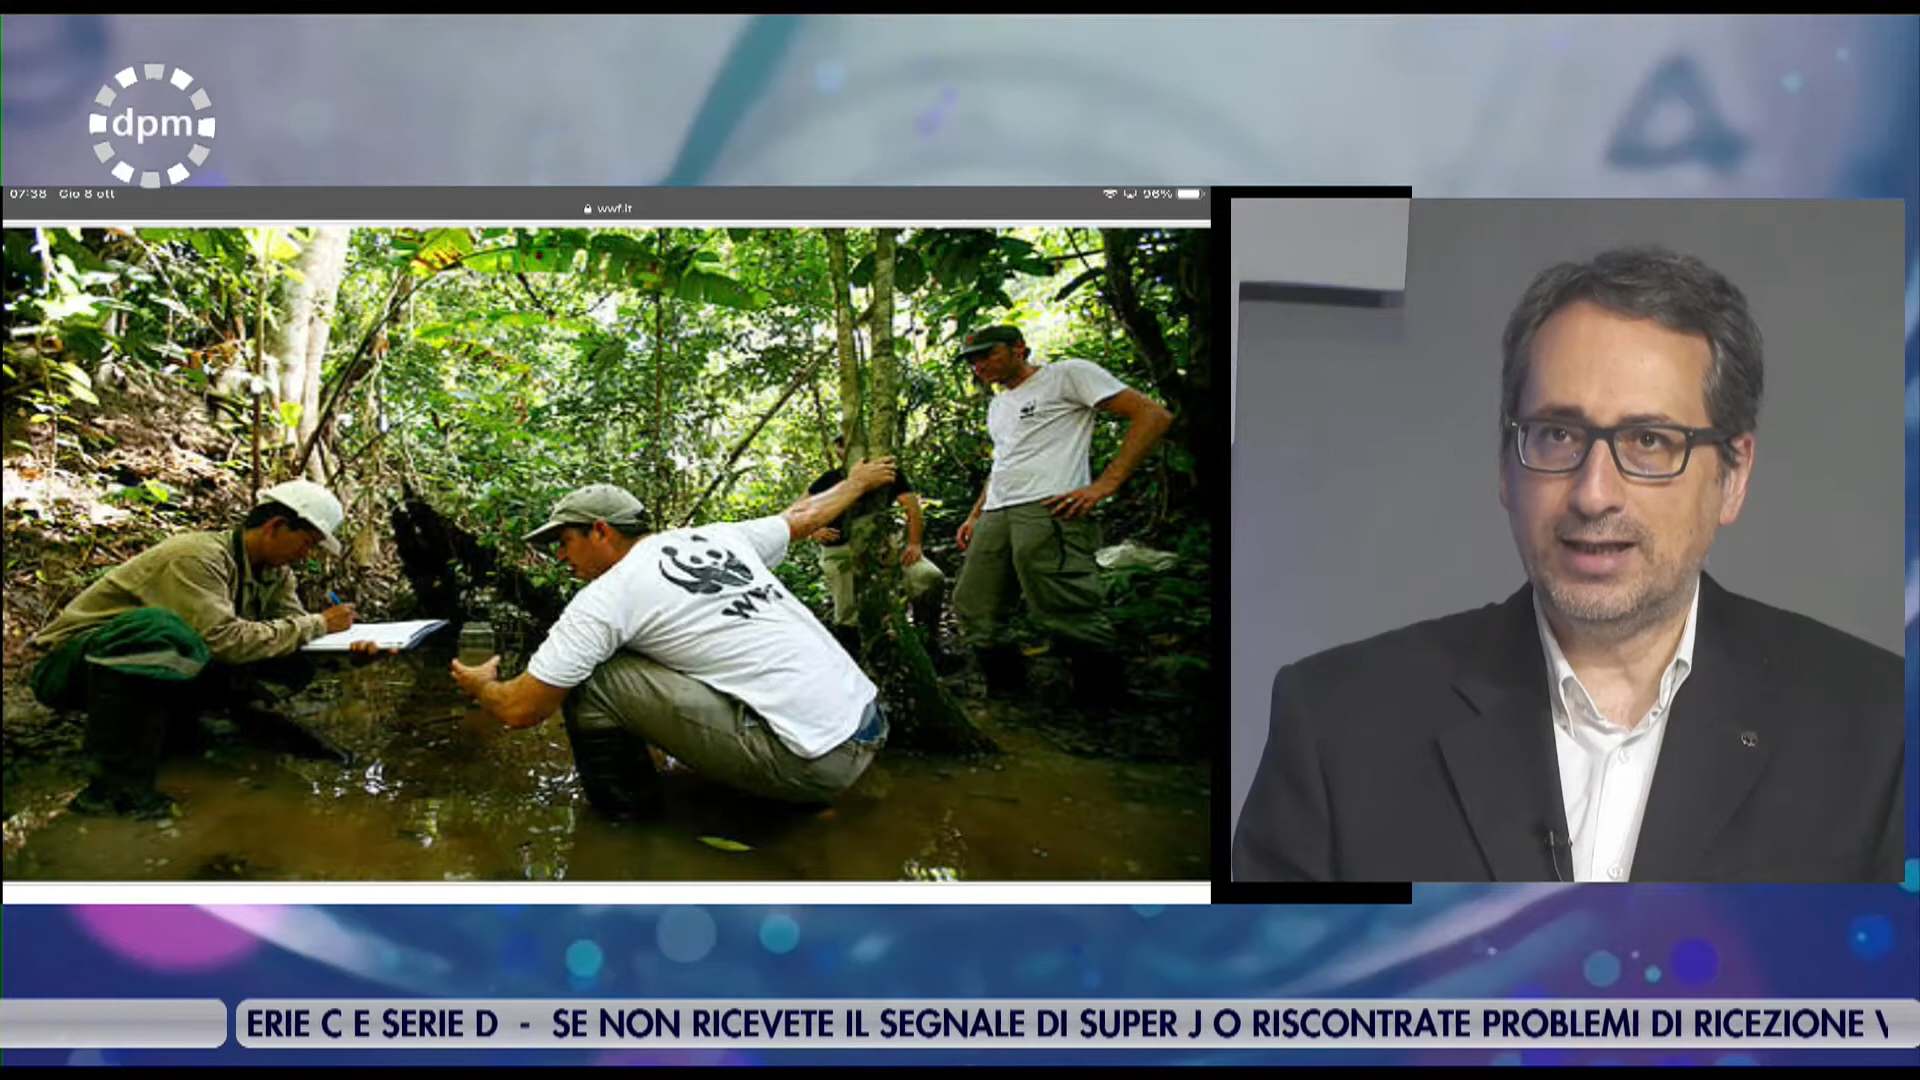 dpm
07:38 Gio 8 ott
96%
wwf.it
WWF
ERIE C E SERIE D - SE NON RICEVETE IL SEGNALE DI SUPER J O RISCONTRATE PROBLEMI DI RICEZIONE